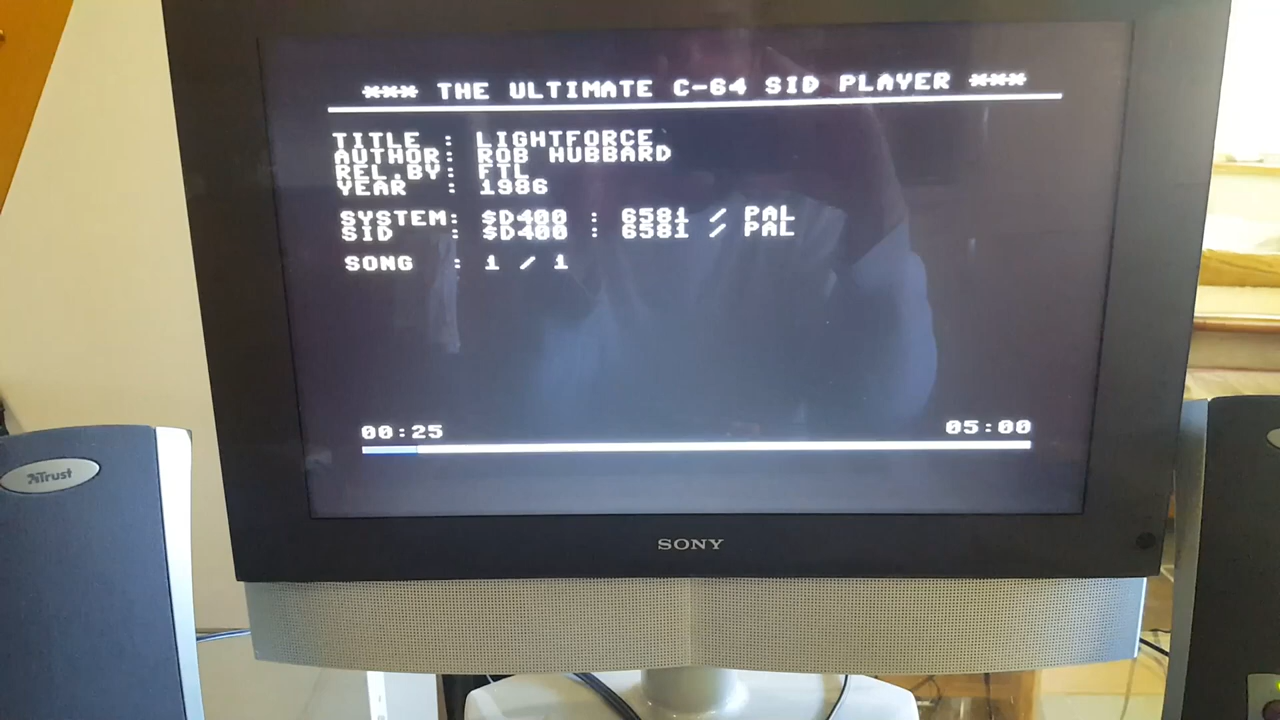 *** THE ULTIMATE C-64 SID PLAYER ***
TITLE : LIGHTFORCE
AUTHOR: ROB HUBBARD
REL.BY: FTL
YEAR : 1986
SYSTEM: $D400 : 6581 / PAL
SID : $D400 : 6581 / PAL
SONG : 1 / 1
00:25 05:00
Trust
SONY